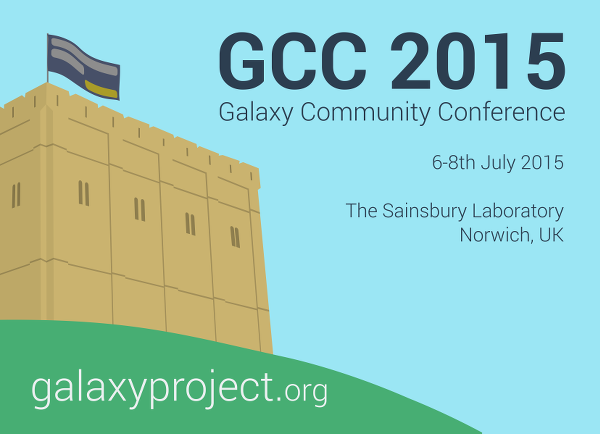 GCC 2015
Galaxy Community Conference
6-8th July 2015
The Sainsbury Laboratory
Norwich, UK
galaxyproject.org